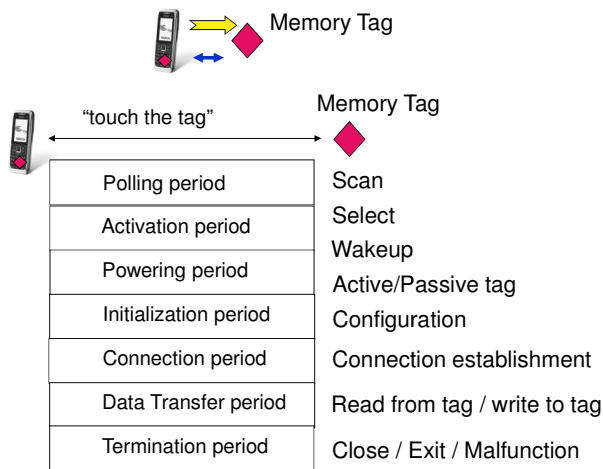 Memory Tag
Memory Tag
“touch the tag”
Polling period
Scan
Activation period
Select
Wakeup
Powering period
Active/Passive tag
Initialization period
Configuration
Connection period
Connection establishment
Data Transfer period
Read from tag / write to tag
Termination period
Close / Exit / Malfunction